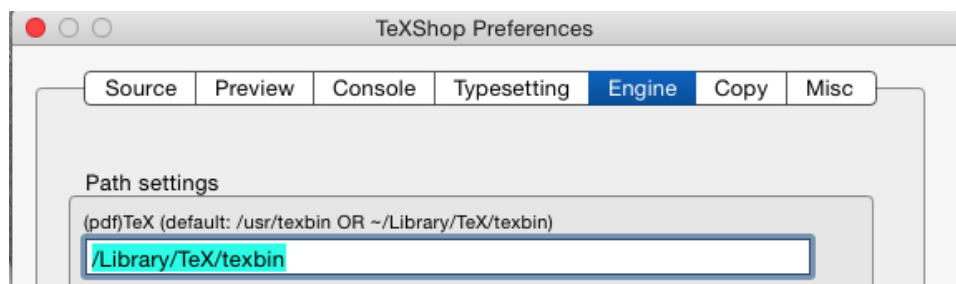 TeXShop Preferences
Source Preview Console Typesetting Engine Copy Misc
Path settings
(pdf)TeX (default: /usr/texbin OR ~/Library/TeX/texbin)
/Library/TeX/texbin